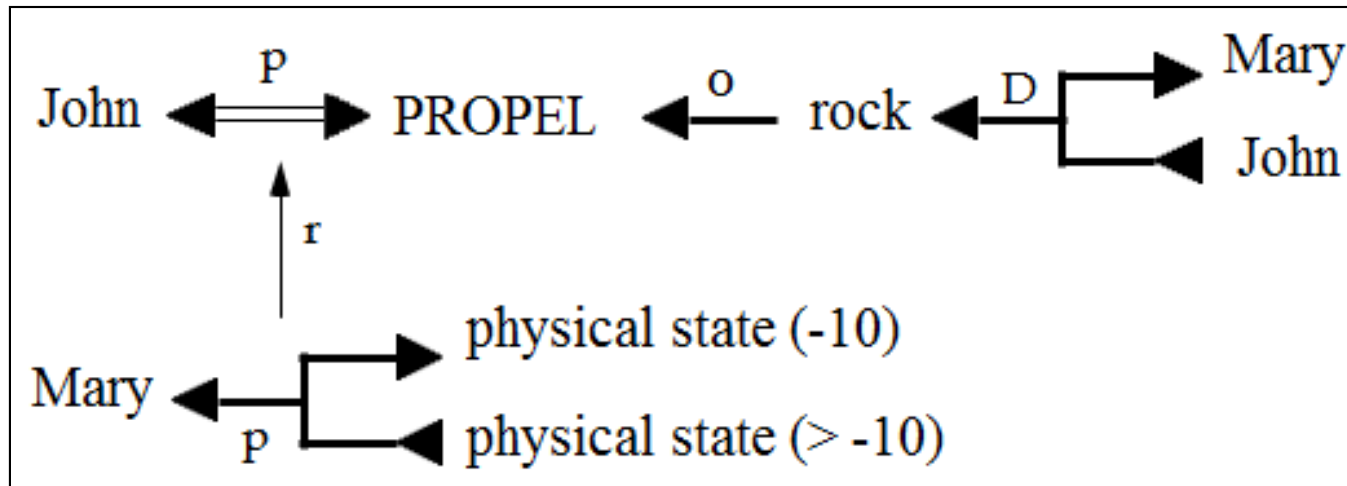 p
John PROPEL o rock D Mary
John
r
physical state (-10)
Mary
p physical state (> -10)